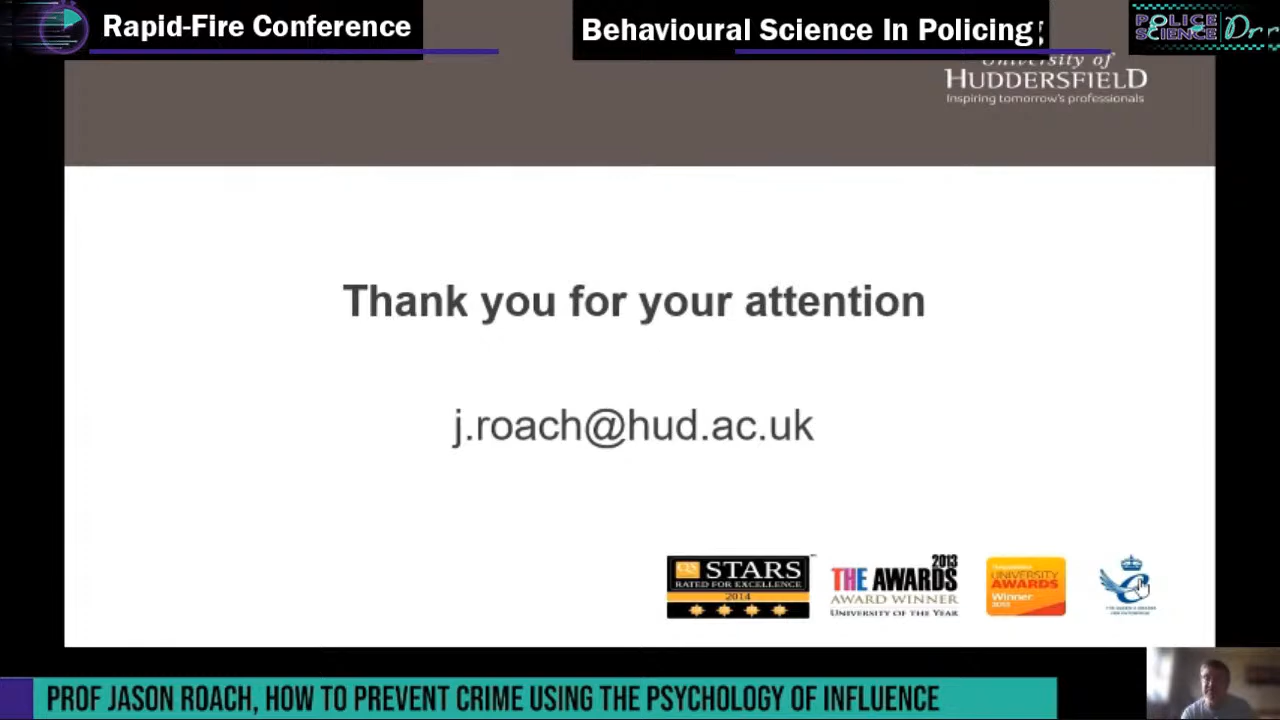 Rapid-Fire Conference
Behavioural Science In Policing
POLICE
SCIENCE
Dr
University of
HUDDERSFIELD
Inspiring tomorrow's professionals
Thank you for your attention
j.roach@hud.ac.uk
QS STARS
RATED FOR EXCELLENCE
2014
2013
THE AWARDS
AWARD WINNER
UNIVERSITY OF THE YEAR
UNIVERSITY
AWARDS
Winner
PROF JASON ROACH, HOW TO PREVENT CRIME USING THE PSYCHOLOGY OF INFLUENCE